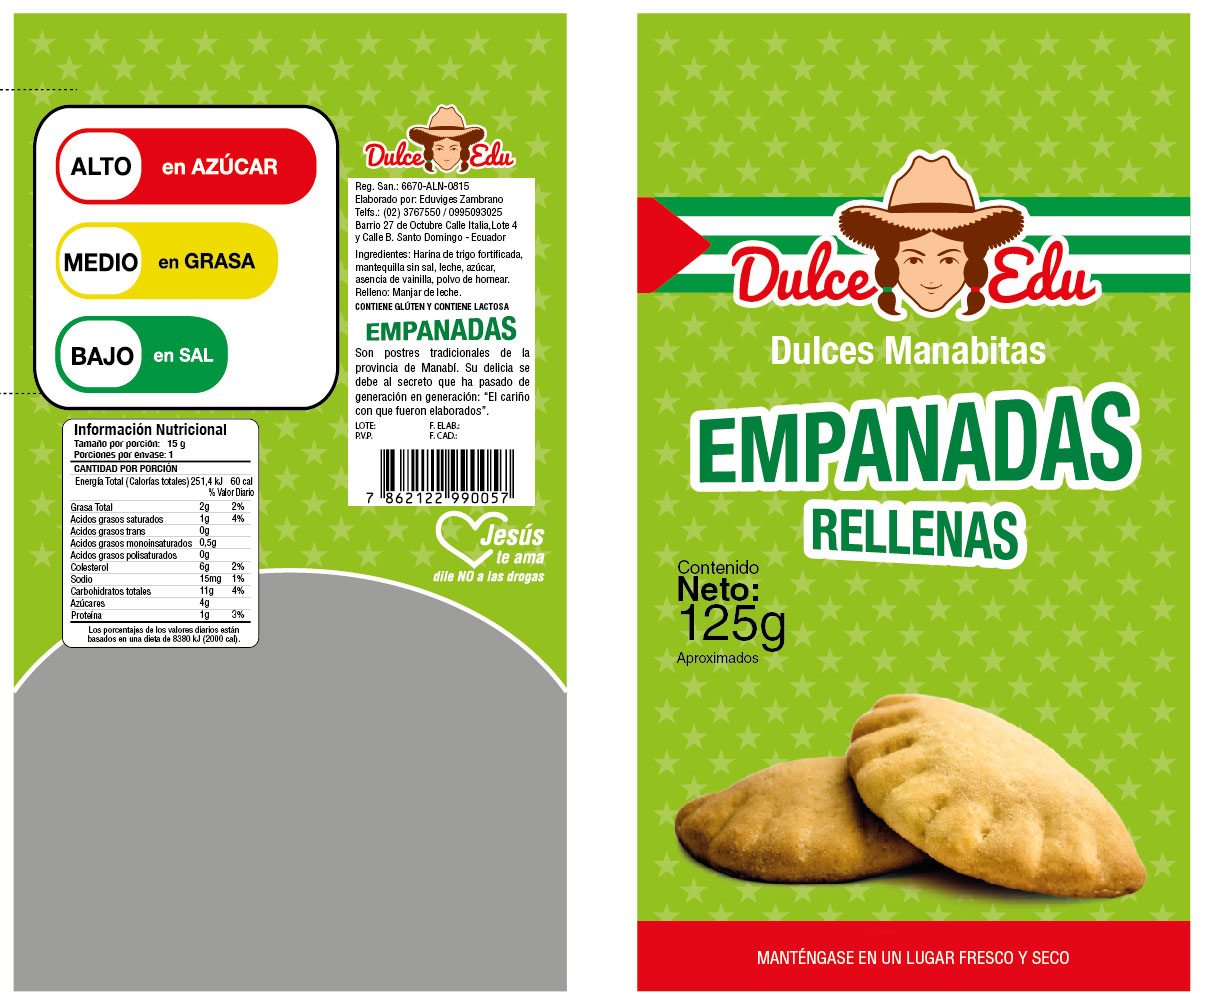 ALTO en AZÚCAR
MEDIO en GRASA
BAJO en SAL
Información Nutricional
Tamaño por porción: 15 g
Porciones por envase: 1
CANTIDAD POR PORCIÓN
Energía Total (Calorías totales) 251,4 kJ 60 cal
% Valor Diario
Grasa Total 2g 2%
Acidos grasos saturados 1g 4%
Acidos grasos trans 0g
Acidos grasos monoinsaturados 0,5g
Acidos grasos polisaturados 0g
Colesterol 6g 2%
Sodio 15mg 1%
Carbohidratos totales 11g 4%
Azúcares 4g
Proteína 1g 3%
Los porcentajes de los valores diarios están
basados en una dieta de 8380 kJ (2000 cal).
Dulce Edu
Reg. San.: 6670-ALN-0815
Elaborado por: Eduviges Zambrano
Telfs.: (02) 3767550 / 0995093025
Barrio 27 de Octubre Calle Italia,Lote 4
y Calle B. Santo Domingo - Ecuador
Ingredientes: Harina de trigo fortificada,
mantequilla sin sal, leche, azúcar,
asencia de vainilla, polvo de hornear.
Relleno: Manjar de leche.
CONTIENE GLÚTEN Y CONTIENE LACTOSA
EMPANADAS
Son postres tradicionales de la
provincia de Manabí. Su delicia se
debe al secreto que ha pasado de
generación en generación: “El cariño
con que fueron elaborados”.
LOTE: F. ELAB.:
P.V.P. F. CAD.:
7 862122 990057
Jesús
te ama
dile NO a las drogas
Dulce Edu
Dulces Manabitas
EMPANADAS
RELLENAS
Contenido
Neto:
125g
Aproximados
MANTÉNGASE EN UN LUGAR FRESCO Y SECO